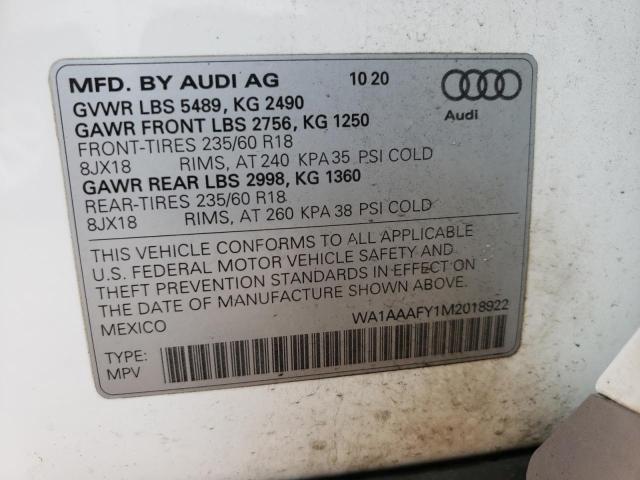 MFD. BY AUDI AG 10 20
GVWR LBS 5489, KG 2490
GAWR FRONT LBS 2756, KG 1250
FRONT-TIRES 235/60 R18
8JX18 RIMS, AT 240 KPA 35 PSI COLD
GAWR REAR LBS 2998, KG 1360
REAR-TIRES 235/60 R18
8JX18 RIMS, AT 260 KPA 38 PSI COLD
Audi
THIS VEHICLE CONFORMS TO ALL APPLICABLE
U.S. FEDERAL MOTOR VEHICLE SAFETY AND
THEFT PREVENTION STANDARDS IN EFFECT ON
THE DATE OF MANUFACTURE SHOWN ABOVE.
MEXICO WA1AAAFY1M2018922
TYPE:
MPV